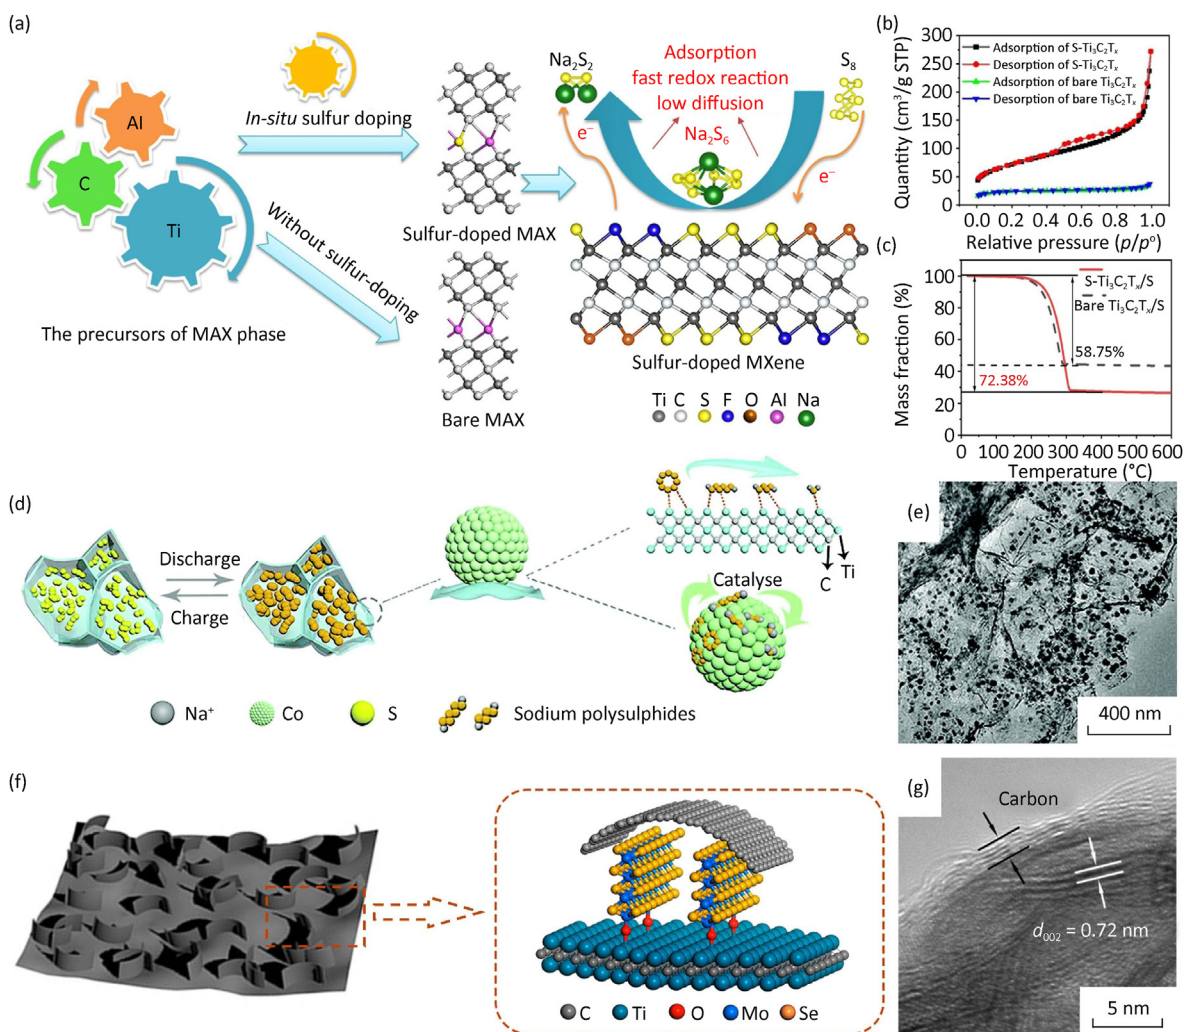 (a)
Al
C
Ti
The precursors of MAX phase
In-situ sulfur doping
Without sulfur-doping
Sulfur-doped MAX
Bare MAX
Na₂S₂
e⁻
Adsorption
fast redox reaction
low diffusion
Na₂S₆
S₈
e⁻
Sulfur-doped MXene
Ti C S F O Al Na
(b)
Quantity (cm³/g STP)
300
250
200
150
100
50
0
Adsorption of S-Ti₃C₂Tₓ
Desorption of S-Ti₃C₂Tₓ
Adsorption of bare Ti₃C₂Tₓ
Desorption of bare Ti₃C₂Tₓ
0.0 0.2 0.4 0.6 0.8 1.0
Relative pressure (p/p⁰)
(c)
Mass fraction (%)
100
80
60
40
20
0
S-Ti₃C₂Tₓ/S
Bare Ti₃C₂Tₓ/S
58.75%
72.38%
0 100 200 300 400 500 600
Temperature (°C)
(d)
Discharge
Charge
C
Ti
Catalyse
Na⁺ Co S Sodium polysulphides
(e)
400 nm
(f)
C Ti O Mo Se
(g)
Carbon
d₀₀₂ = 0.72 nm
5 nm